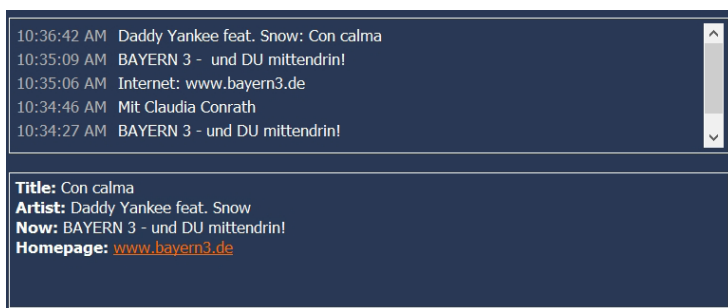 10:36:42 AM Daddy Yankee feat. Snow: Con calma
10:35:09 AM BAYERN 3 -  und DU mittendrin!
10:35:06 AM Internet: www.bayern3.de
10:34:46 AM Mit Claudia Conrath
10:34:27 AM BAYERN 3 - und DU mittendrin!
Title: Con calma
Artist: Daddy Yankee feat. Snow
Now: BAYERN 3 - und DU mittendrin!
Homepage: www.bayern3.de